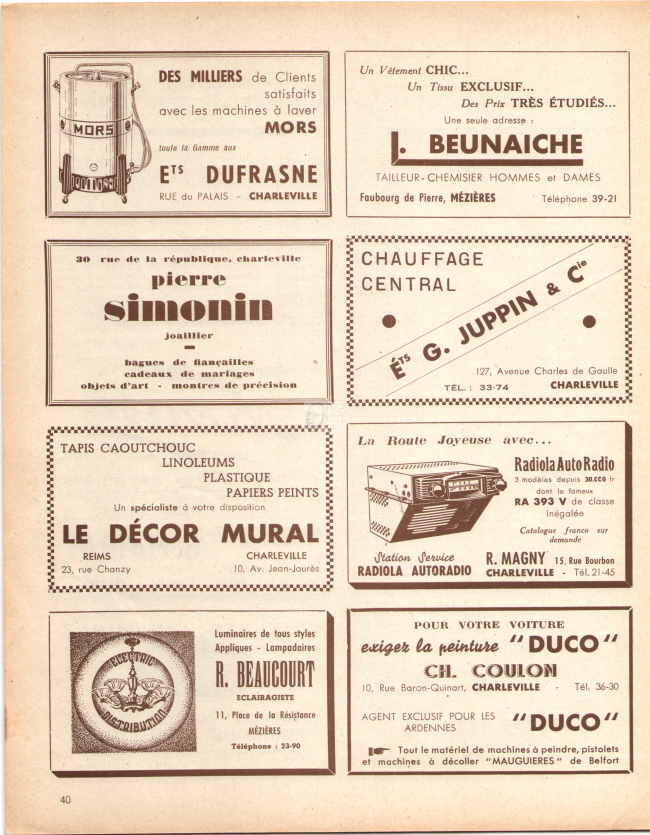 MORS
DES MILLIERS de Clients
satisfaits
avec les machines à laver
MORS
toute la Gamme aux
ETS DUFRASNE
RUE du PALAIS - CHARLEVILLE
Un Vêtement CHIC...
Un Tissu EXCLUSIF...
Des Prix TRÈS ÉTUDIÉS...
Une seule adresse :
L. BEUNAICHE
TAILLEUR-CHEMISIER HOMMES et DAMES
Faubourg de Pierre, MÉZIÈRES Téléphone 39-21
30 rue de la république, charleville
pierre
simonin
joaillier
bagues de fiançailles
cadeaux de mariages
objets d'art - montres de précision
CHAUFFAGE
CENTRAL
ÉTS G. JUPPIN & Cie
127, Avenue Charles de Gaulle
TÉL. : 33-74 CHARLEVILLE
TAPIS CAOUTCHOUC
LINOLEUMS
PLASTIQUE
PAPIERS PEINTS
Un spécialiste à votre disposition
LE DÉCOR MURAL
REIMS CHARLEVILLE
23, rue Chanzy 10, Av. Jean-Jaurès
La Route Joyeuse avec...
Radiola Auto Radio
3 modèles depuis 30.000 fr
dont le fameux
RA 393 V de classe
inégalée
Catalogue franco sur
demande
Station Service R. MAGNY 15, Rue Bourbon
RADIOLA AUTORADIO CHARLEVILLE - Tél. 21-45
ELECTRIC
DISTRIBUTION
Luminaires de tous styles
Appliques - Lampadaires
R. BEAUCOURT
ECLAIRAGISTE
11, Place de la Résistance
MÉZIÈRES
Téléphone : 23-90
POUR VOTRE VOITURE
exigez la peinture "DUCO"
CH. COULON
10, Rue Baron-Quinart, CHARLEVILLE - Tél. 36-30
AGENT EXCLUSIF POUR LES
ARDENNES "DUCO"
Tout le matériel de machines à peindre, pistolets
et machines à décoller "MAUGUIERES" de Belfort
40